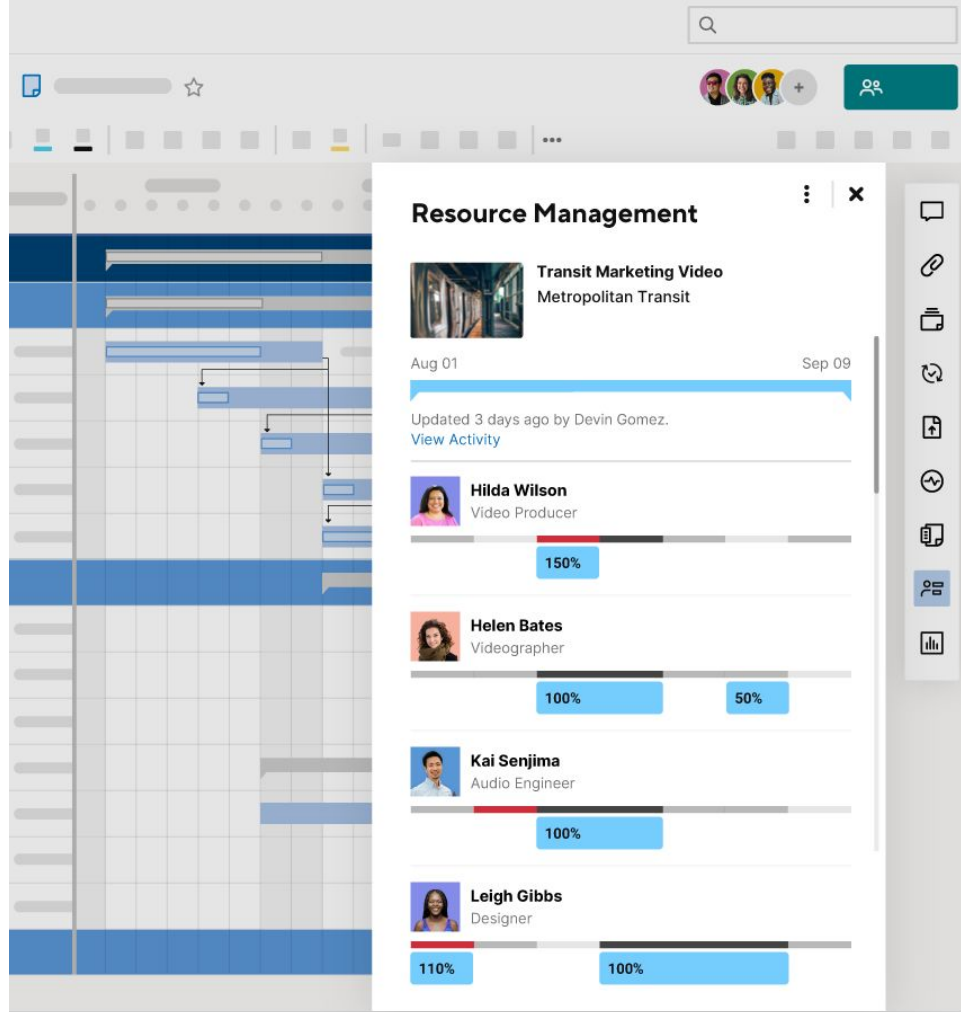 Resource Management
Transit Marketing Video
Metropolitan Transit
Aug 01 Sep 09
Updated 3 days ago by Devin Gomez.
View Activity
Hilda Wilson
Video Producer
150%
Helen Bates
Videographer
100% 50%
Kai Senjima
Audio Engineer
100%
Leigh Gibbs
Designer
110% 100%